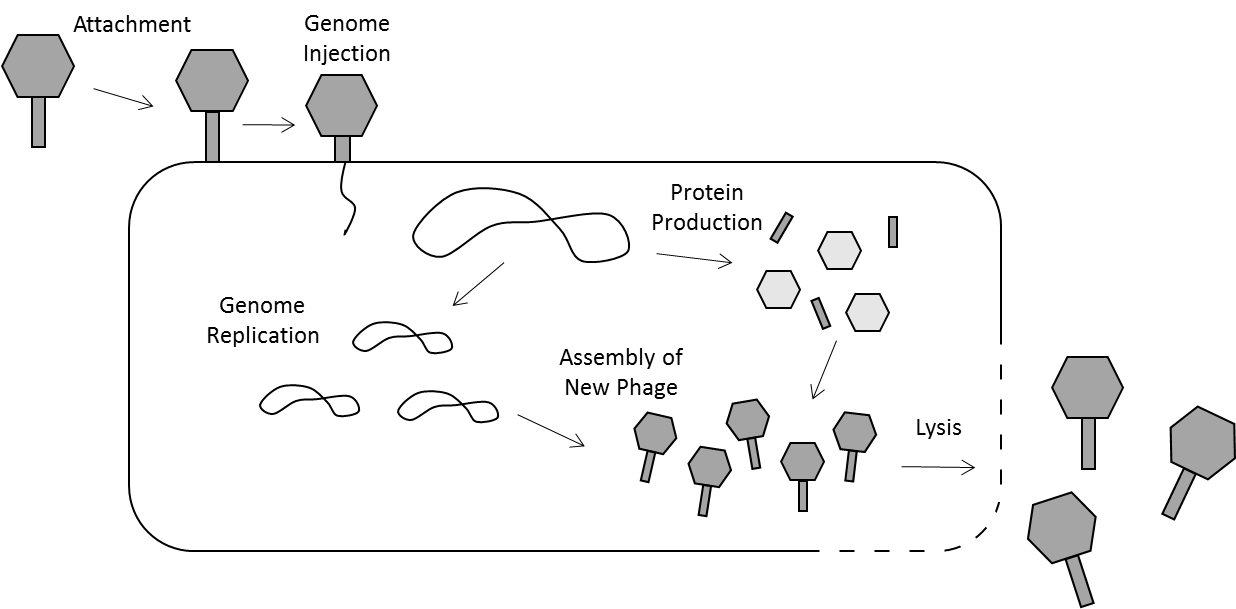 Attachment
Genome
Injection
Protein
Production
Genome
Replication
Assembly of
New Phage
Lysis